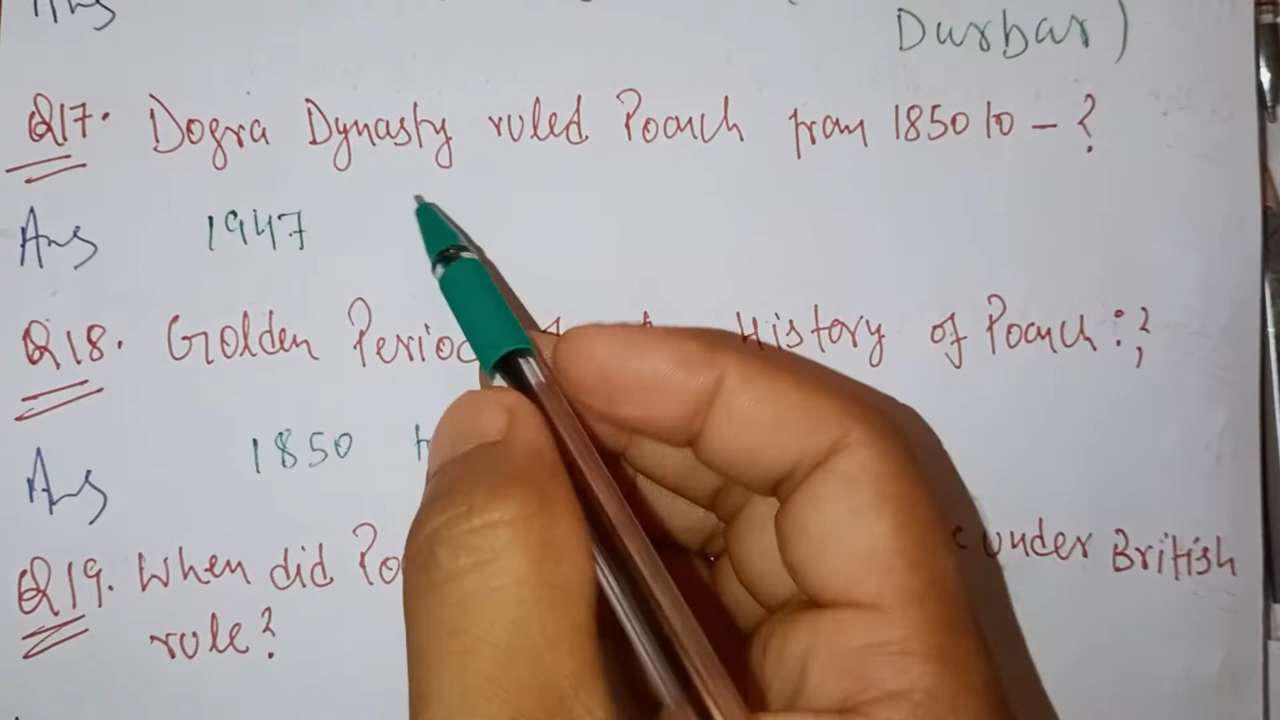 Ans
Durbar)
Q17. Dogra Dynasty ruled Poonch from 1850 to - ?
Ans 1947
Q18. Golden History of Poonch :;
Ans 1850
Q19. When did under British
rule?